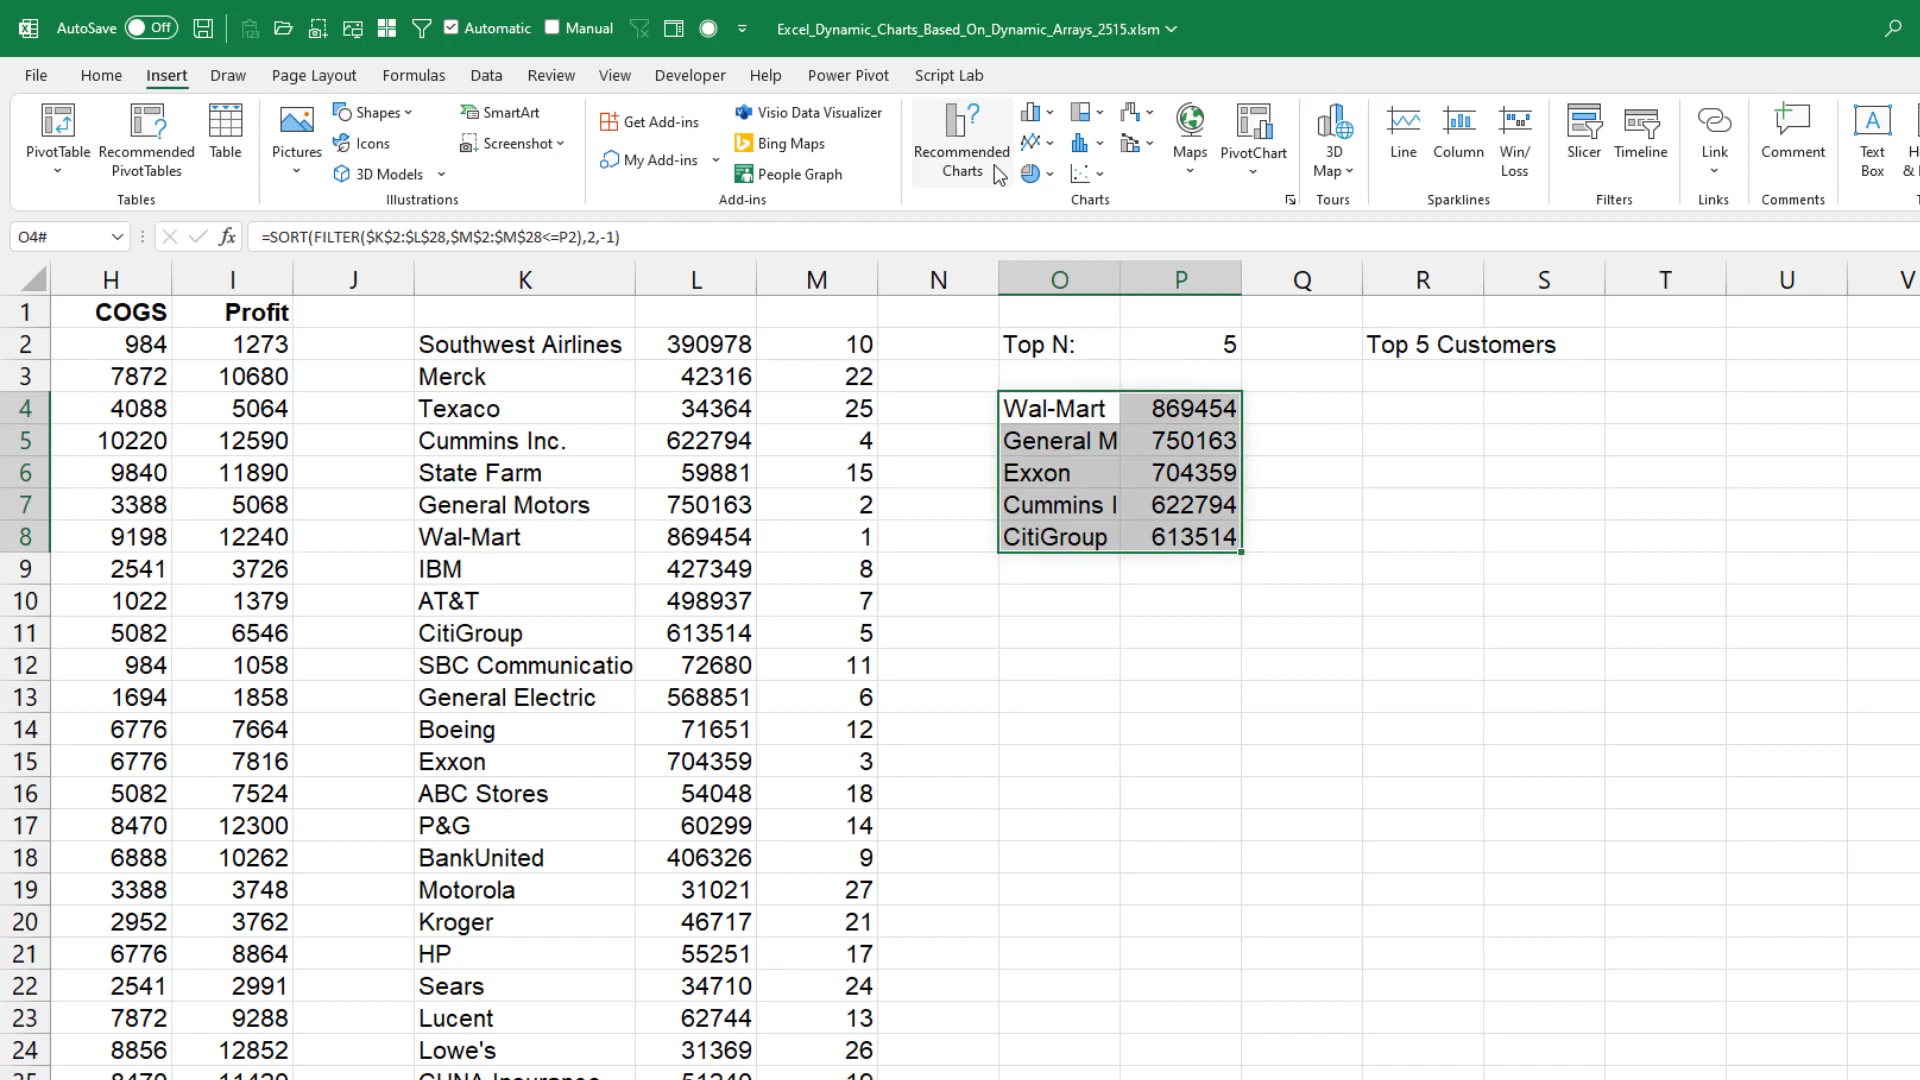 AutoSave Off Automatic Manual Excel_Dynamic_Charts_Based_On_Dynamic_Arrays_2515.xlsm
File Home Insert Draw Page Layout Formulas Data Review View Developer Help Power Pivot Script Lab
PivotTable
Recommended
PivotTables
Table
Tables
Pictures
Shapes
Icons
3D Models
SmartArt
Screenshot
Illustrations
Get Add-ins
My Add-ins
Visio Data Visualizer
Bing Maps
People Graph
Add-ins
Recommended
Charts
Maps
PivotChart
Charts
3D
Map
Tours
Line
Column
Win/
Loss
Sparklines
Slicer
Timeline
Filters
Link
Links
Comment
Comments
Text
Box
O4# fx =SORT(FILTER($K$2:$L$28,$M$2:$M$28<=P2),2,-1)
H I J K L M N O P Q R S T U V
1 COGS Profit
2 984 1273 Southwest Airlines 390978 10 Top N: 5 Top 5 Customers
3 7872 10680 Merck 42316 22
4 4088 5064 Texaco 34364 25 Wal-Mart 869454
5 10220 12590 Cummins Inc. 622794 4 General M 750163
6 9840 11890 State Farm 59881 15 Exxon 704359
7 3388 5068 General Motors 750163 2 Cummins I 622794
8 9198 12240 Wal-Mart 869454 1 CitiGroup 613514
9 2541 3726 IBM 427349 8
10 1022 1379 AT&T 498937 7
11 5082 6546 CitiGroup 613514 5
12 984 1058 SBC Communicatio 72680 11
13 1694 1858 General Electric 568851 6
14 6776 7664 Boeing 71651 12
15 6776 7816 Exxon 704359 3
16 5082 7524 ABC Stores 54048 18
17 8470 12300 P&G 60299 14
18 6888 10262 BankUnited 406326 9
19 3388 3748 Motorola 31021 27
20 2952 3762 Kroger 46717 21
21 6776 8864 HP 55251 17
22 2541 2991 Sears 34710 24
23 7872 9288 Lucent 62744 13
24 8856 12852 Lowe's 31369 26